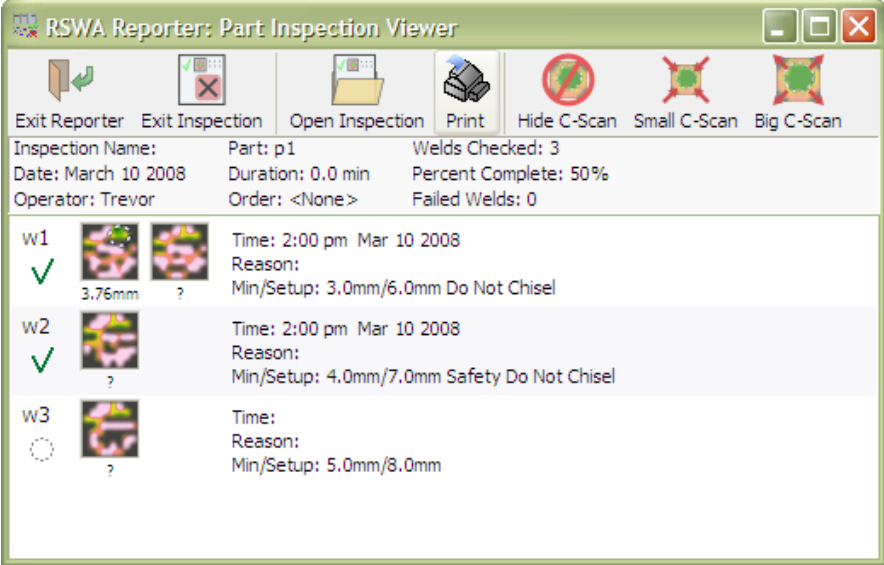 RSWA Reporter: Part Inspection Viewer
Exit Reporter Exit Inspection Open Inspection Print Hide C-Scan Small C-Scan Big C-Scan
Inspection Name: Part: p1 Welds Checked: 3
Date: March 10 2008 Duration: 0.0 min Percent Complete: 50%
Operator: Trevor Order: <None> Failed Welds: 0
w1 Time: 2:00 pm Mar 10 2008
Reason:
3.76mm ? Min/Setup: 3.0mm/6.0mm Do Not Chisel
w2 Time: 2:00 pm Mar 10 2008
Reason:
? Min/Setup: 4.0mm/7.0mm Safety Do Not Chisel
w3 Time:
Reason:
? Min/Setup: 5.0mm/8.0mm